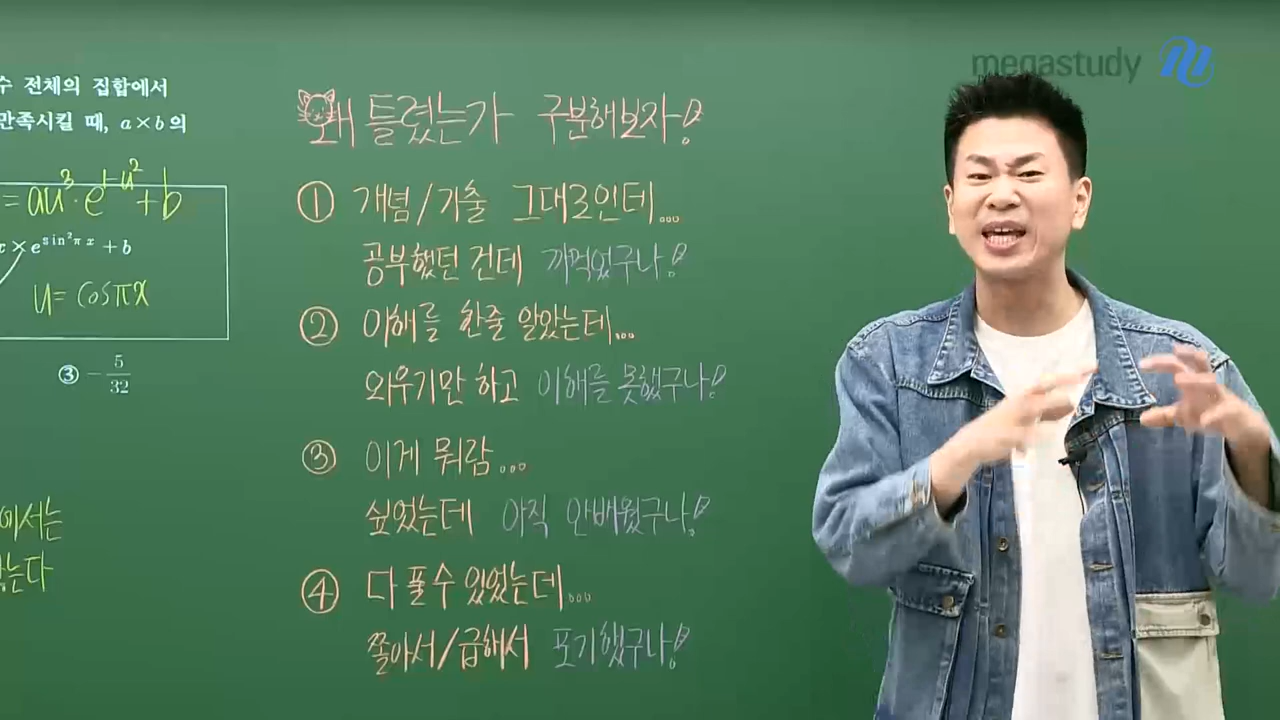 megastudy
수 전체의 집합에서
만족시킬 때, a×b의
= au³·e^{1-u²}+b
×e^{sin²πx}+b
u= cosπx
③ -5/32
에서는
는다
왜 틀렸는가 구분해보자!
① 개념/기출 그대로인데...
공부했던 건데 까먹었구나!
② 이해를 한줄 알았는데...
외우기만 하고 이해를 못했구나!
③ 이게 뭐람...
싶었는데 아직 안배웠구나!
④ 다 풀 수 있었는데...
쫄아서/급해서 포기했구나!